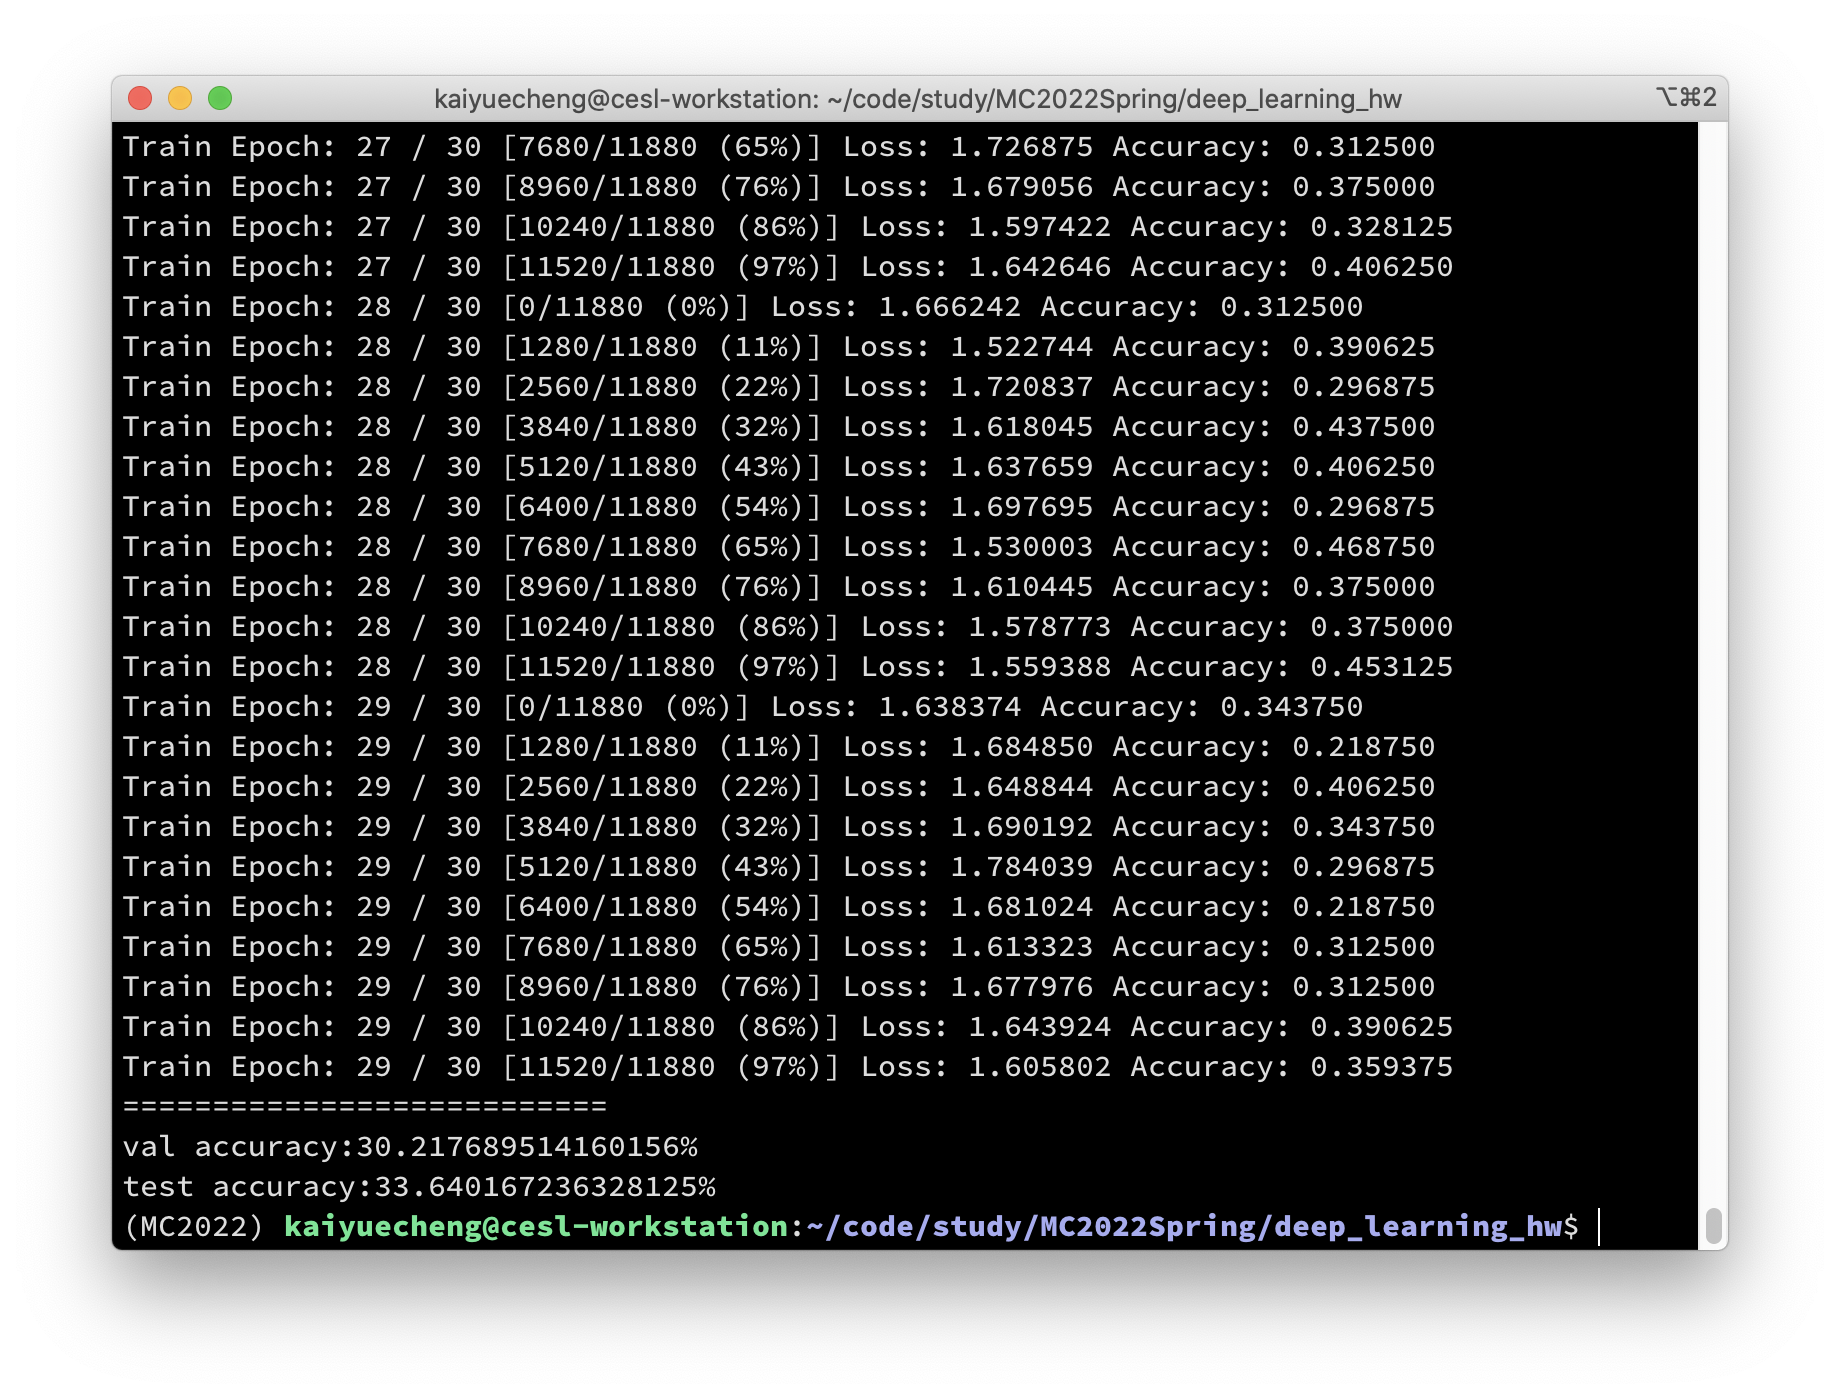 kaiyuecheng@cesl-workstation: ~/code/study/MC2022Spring/deep_learning_hw ⌥⌘2
Train Epoch: 27 / 30 [7680/11880 (65%)] Loss: 1.726875 Accuracy: 0.312500
Train Epoch: 27 / 30 [8960/11880 (76%)] Loss: 1.679056 Accuracy: 0.375000
Train Epoch: 27 / 30 [10240/11880 (86%)] Loss: 1.597422 Accuracy: 0.328125
Train Epoch: 27 / 30 [11520/11880 (97%)] Loss: 1.642646 Accuracy: 0.406250
Train Epoch: 28 / 30 [0/11880 (0%)] Loss: 1.666242 Accuracy: 0.312500
Train Epoch: 28 / 30 [1280/11880 (11%)] Loss: 1.522744 Accuracy: 0.390625
Train Epoch: 28 / 30 [2560/11880 (22%)] Loss: 1.720837 Accuracy: 0.296875
Train Epoch: 28 / 30 [3840/11880 (32%)] Loss: 1.618045 Accuracy: 0.437500
Train Epoch: 28 / 30 [5120/11880 (43%)] Loss: 1.637659 Accuracy: 0.406250
Train Epoch: 28 / 30 [6400/11880 (54%)] Loss: 1.697695 Accuracy: 0.296875
Train Epoch: 28 / 30 [7680/11880 (65%)] Loss: 1.530003 Accuracy: 0.468750
Train Epoch: 28 / 30 [8960/11880 (76%)] Loss: 1.610445 Accuracy: 0.375000
Train Epoch: 28 / 30 [10240/11880 (86%)] Loss: 1.578773 Accuracy: 0.375000
Train Epoch: 28 / 30 [11520/11880 (97%)] Loss: 1.559388 Accuracy: 0.453125
Train Epoch: 29 / 30 [0/11880 (0%)] Loss: 1.638374 Accuracy: 0.343750
Train Epoch: 29 / 30 [1280/11880 (11%)] Loss: 1.684850 Accuracy: 0.218750
Train Epoch: 29 / 30 [2560/11880 (22%)] Loss: 1.648844 Accuracy: 0.406250
Train Epoch: 29 / 30 [3840/11880 (32%)] Loss: 1.690192 Accuracy: 0.343750
Train Epoch: 29 / 30 [5120/11880 (43%)] Loss: 1.784039 Accuracy: 0.296875
Train Epoch: 29 / 30 [6400/11880 (54%)] Loss: 1.681024 Accuracy: 0.218750
Train Epoch: 29 / 30 [7680/11880 (65%)] Loss: 1.613323 Accuracy: 0.312500
Train Epoch: 29 / 30 [8960/11880 (76%)] Loss: 1.677976 Accuracy: 0.312500
Train Epoch: 29 / 30 [10240/11880 (86%)] Loss: 1.643924 Accuracy: 0.390625
Train Epoch: 29 / 30 [11520/11880 (97%)] Loss: 1.605802 Accuracy: 0.359375
===========================
val accuracy:30.217689514160156%
test accuracy:33.640167236328125%
(MC2022) kaiyuecheng@cesl-workstation:~/code/study/MC2022Spring/deep_learning_hw$